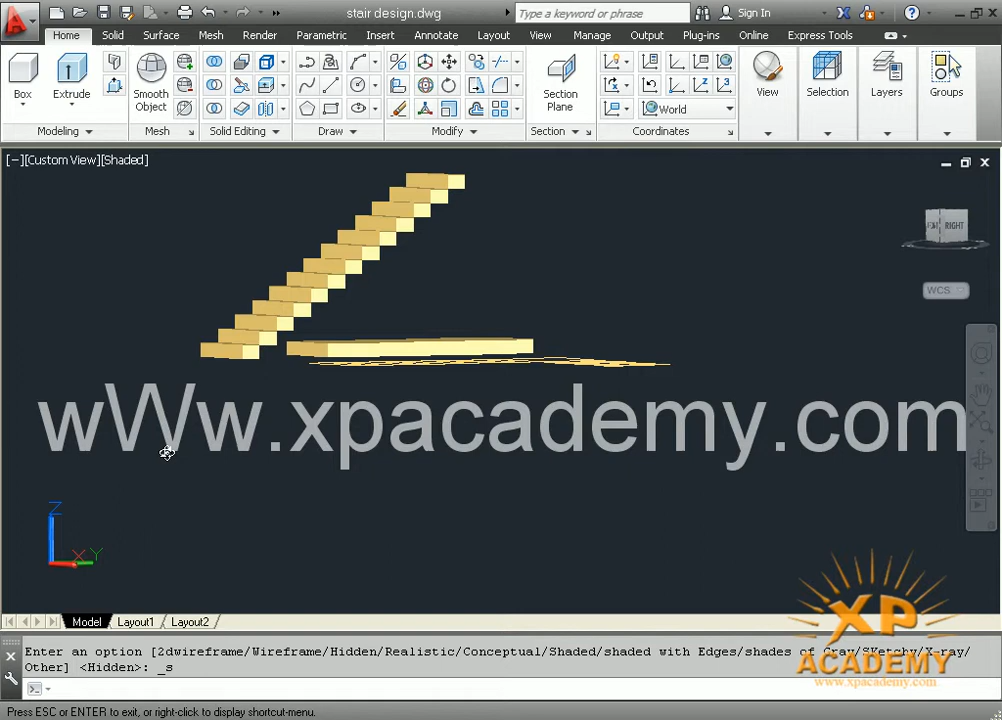 stair design.dwg
Type a keyword or phrase
Sign In
Home Solid Surface Mesh Render Parametric Insert Annotate Layout View Manage Output Plug-ins Online Express Tools
Box
Extrude
Smooth
Object
Section
Plane
World
View
Selection
Layers
Groups
Modeling
Mesh
Solid Editing
Draw
Modify
Section
Coordinates
[−][Custom View][Shaded]
RIGHT
WCS
wWw.xpacademy.com
Z
X
Y
Model Layout1 Layout2
Enter an option [2dwireframe/Wireframe/Hidden/Realistic/Conceptual/Shaded/shaded with Edges/shades of Gray/SKetchy/X-ray/
Other] <Hidden>: _s
XP
ACADEMY
www.xpacademy.com
Press ESC or ENTER to exit, or right-click to display shortcut-menu.